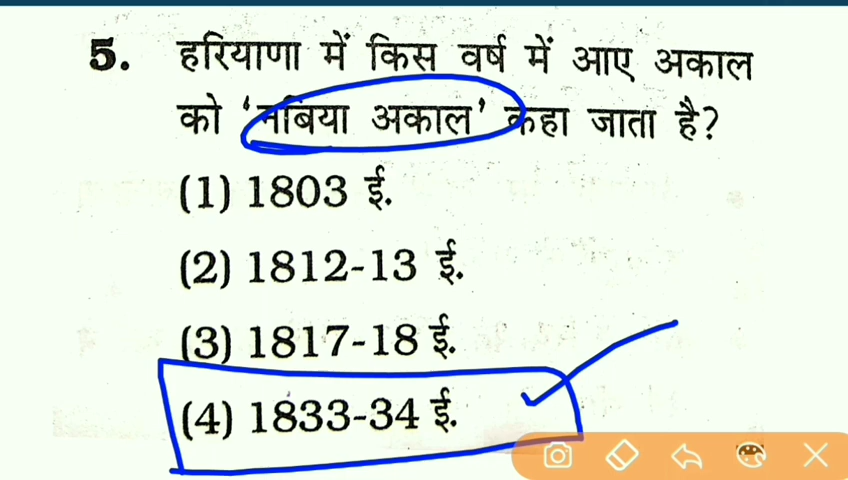 5. हरियाणा में किस वर्ष में आए अकाल
को 'नबिया अकाल' कहा जाता है?
(1) 1803 ई.
(2) 1812-13 ई.
(3) 1817-18 ई.
(4) 1833-34 ई.